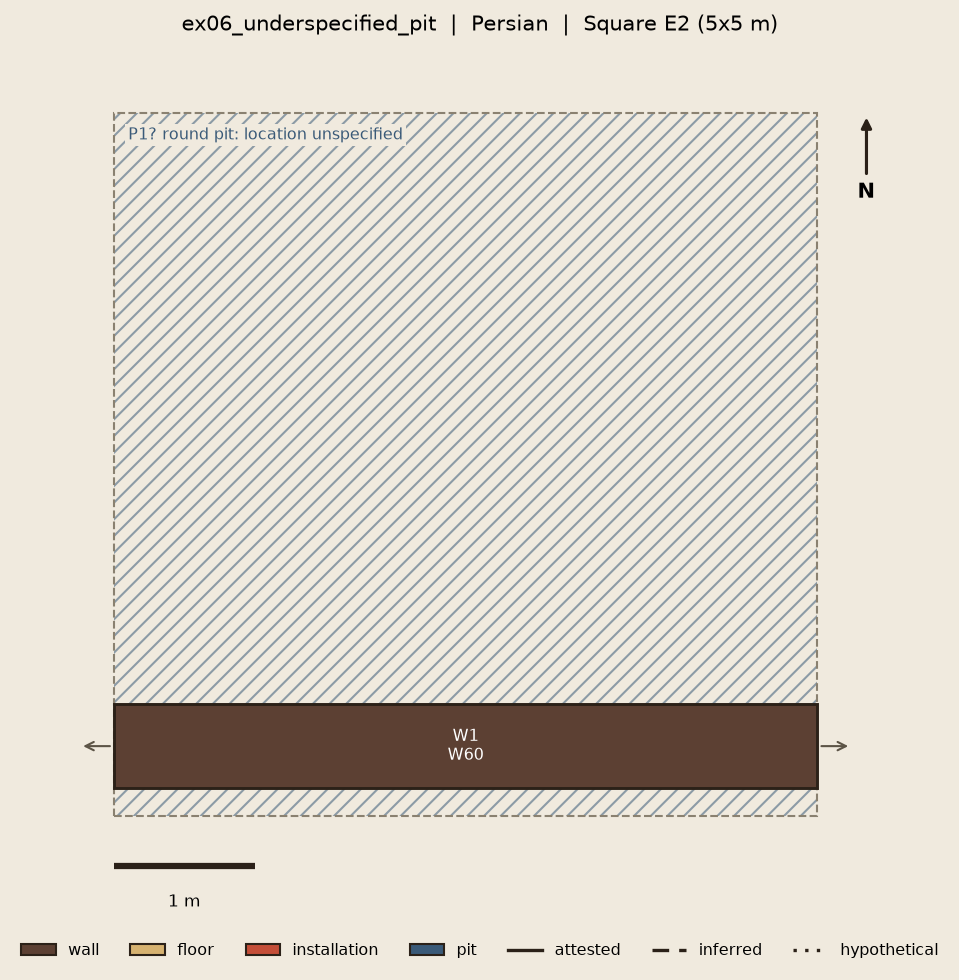 ex06_underspecified_pit | Persian | Square E2 (5x5 m)
P1? round pit: location unspecified
N
W1
W60
1 m
wall floor installation pit attested inferred hypothetical